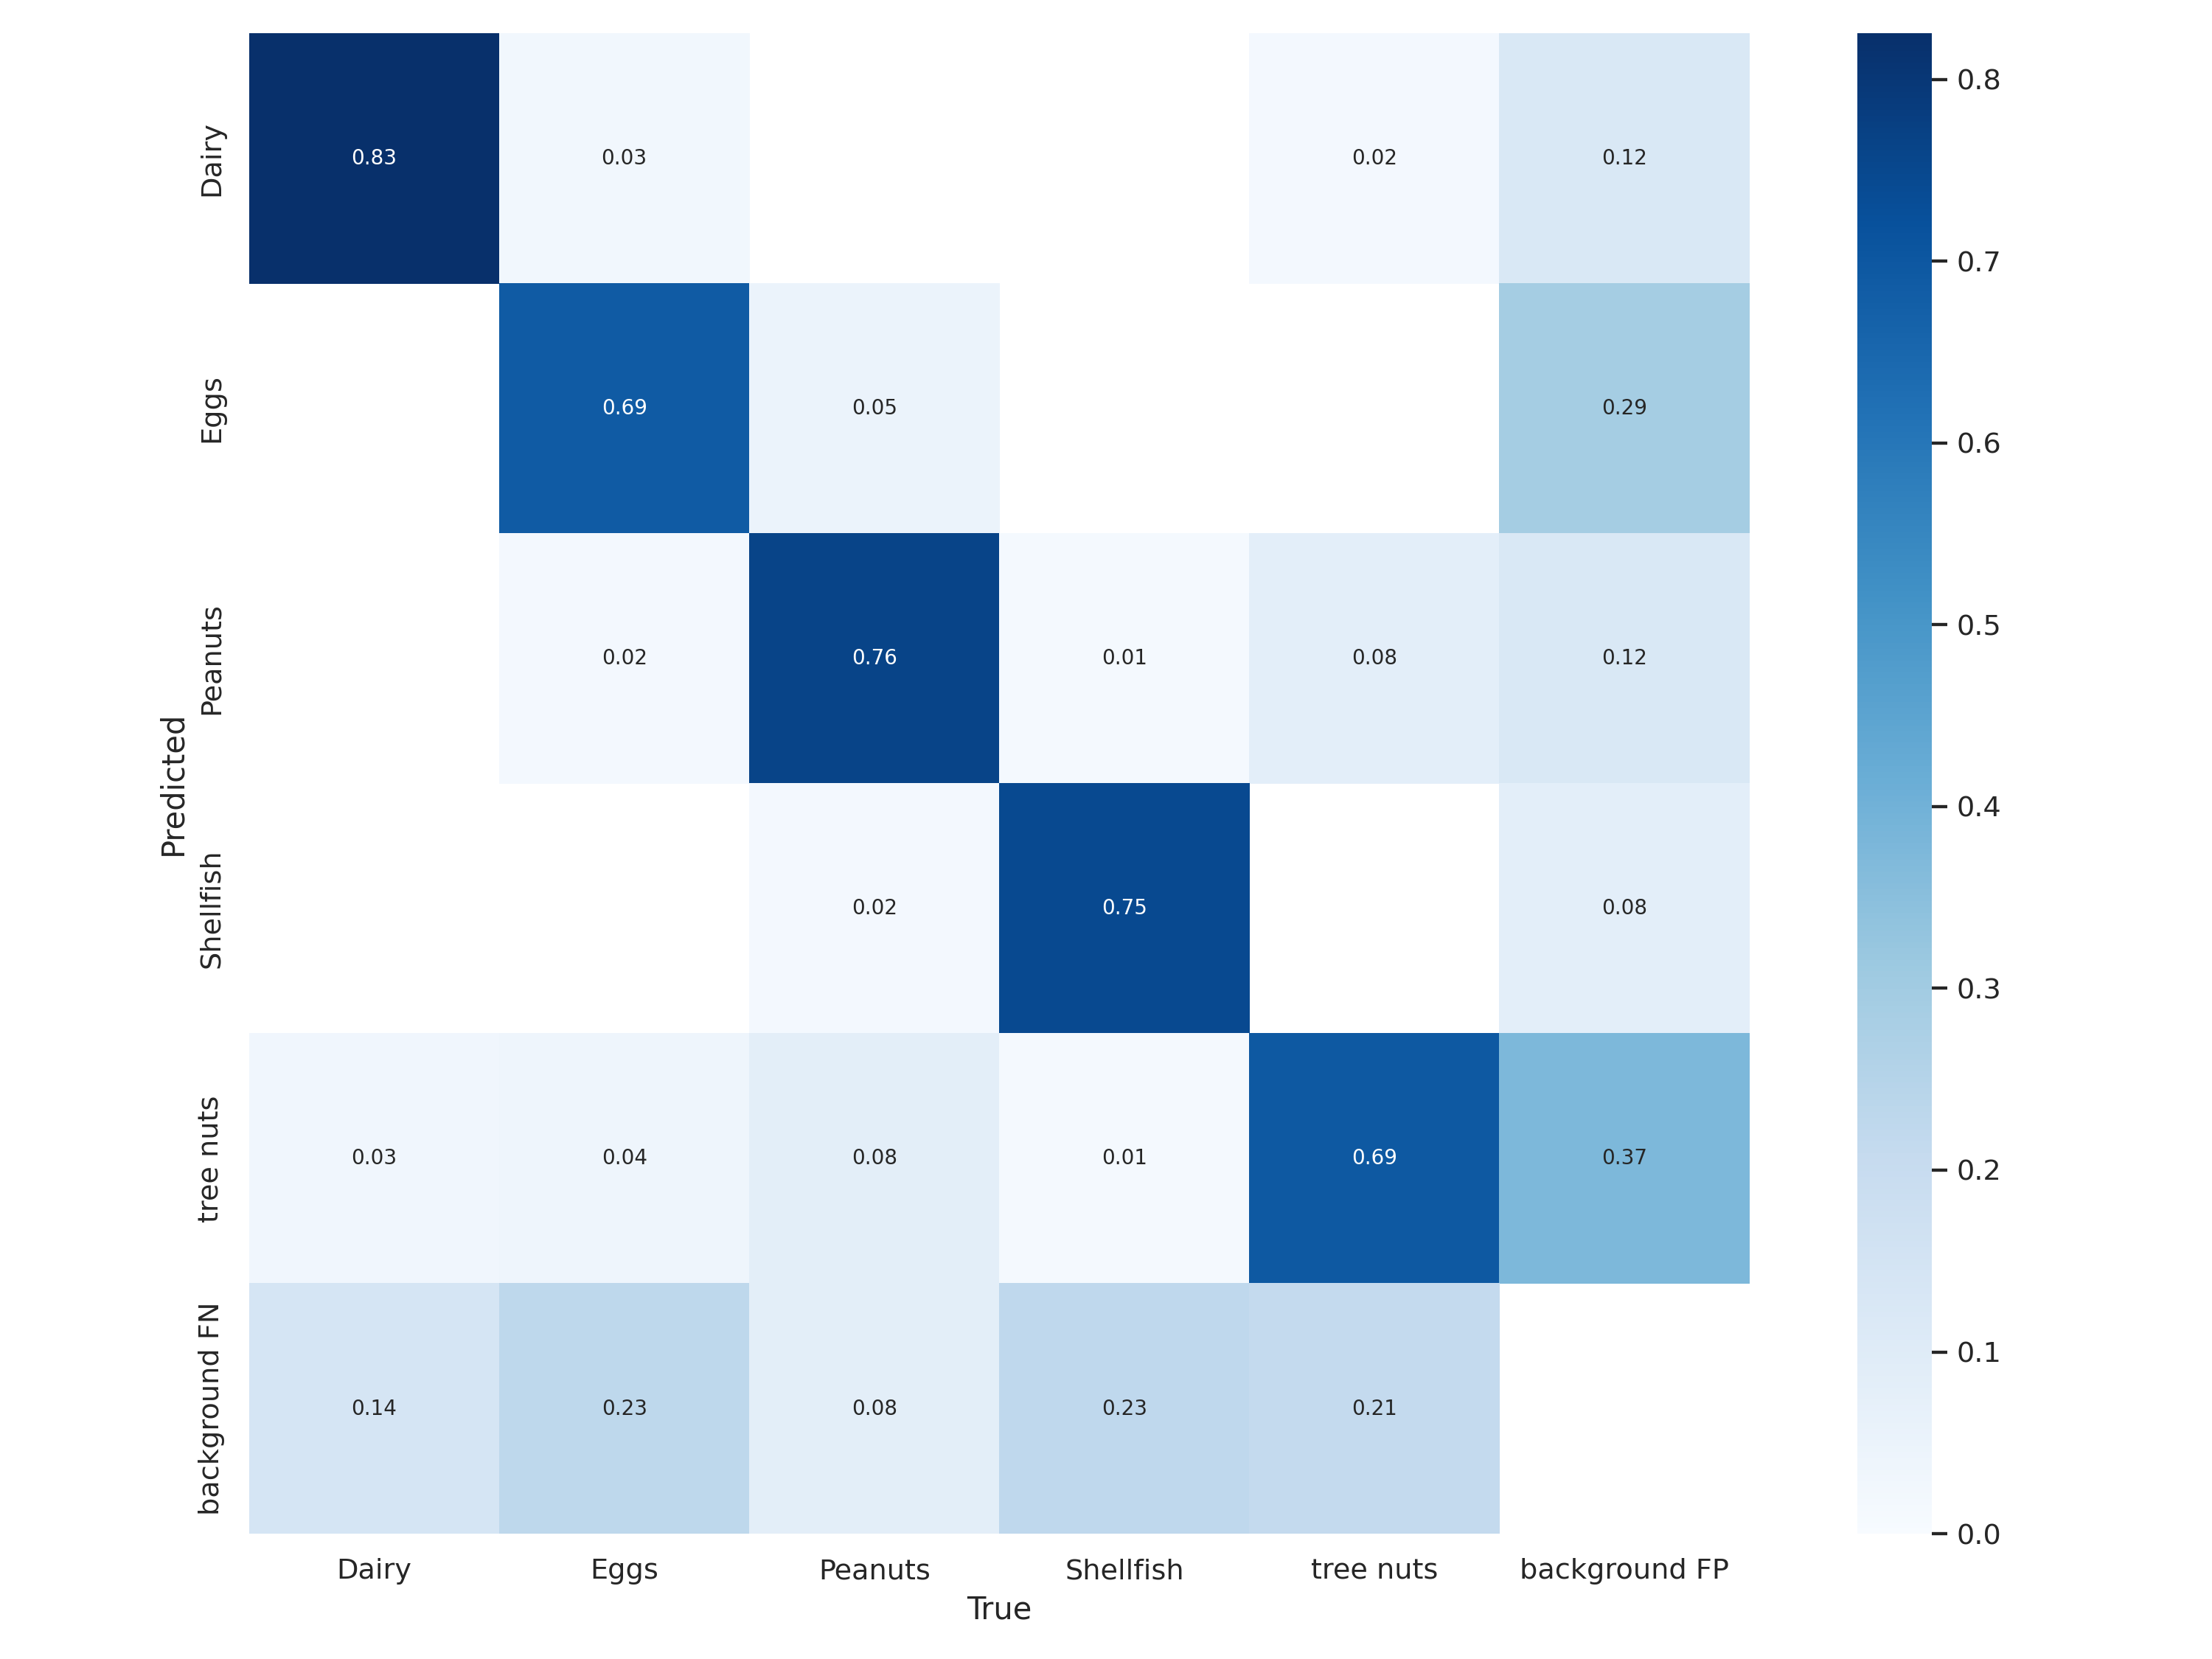 Predicted
Dairy
0.83
0.03
0.02
0.12
0.8
0.7
Eggs
0.69
0.05
0.29
0.6
0.5
Peanuts
0.02
0.76
0.01
0.08
0.12
0.4
Shellfish
0.02
0.75
0.08
0.3
tree nuts
0.03
0.04
0.08
0.01
0.69
0.37
0.2
0.1
background FN
0.14
0.23
0.08
0.23
0.21
0.0
Dairy
Eggs
Peanuts
Shellfish
tree nuts
background FP
True